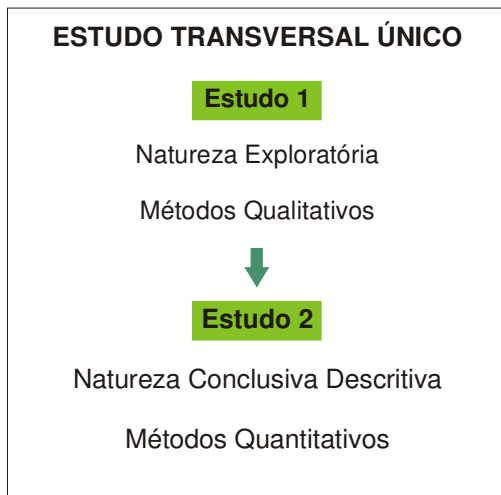 ESTUDO TRANSVERSAL ÚNICO
Estudo 1
Natureza Exploratória
Métodos Qualitativos
Estudo 2
Natureza Conclusiva Descritiva
Métodos Quantitativos